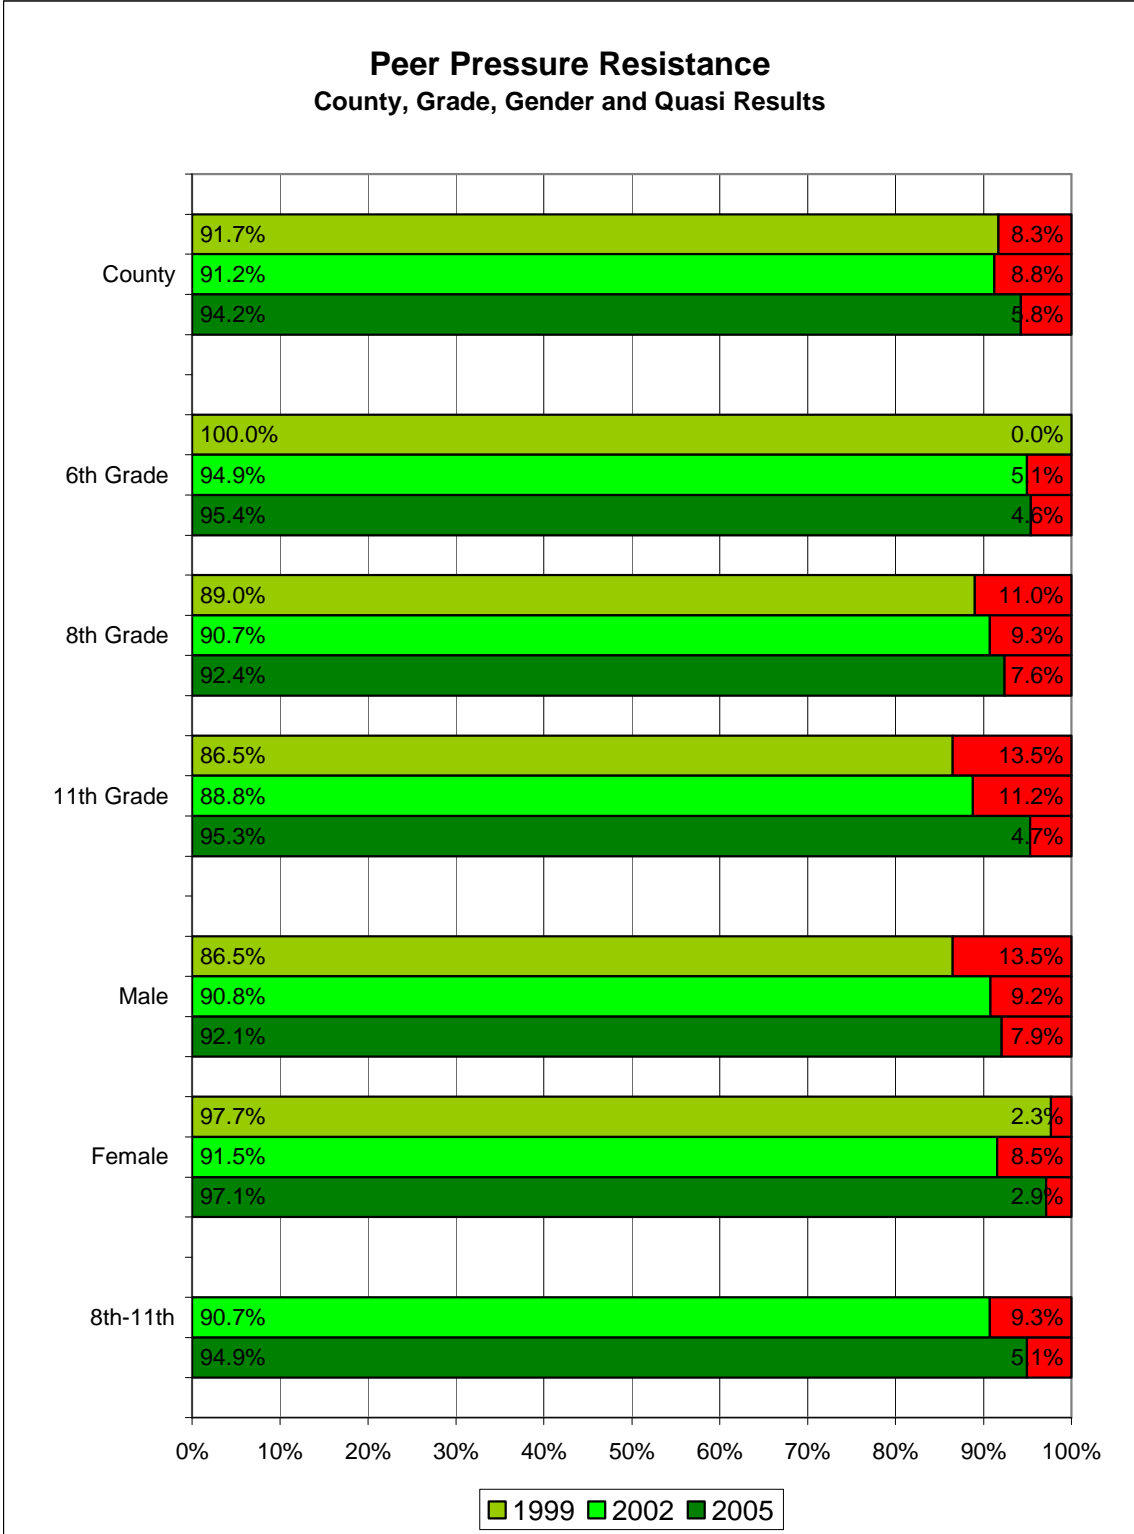 Peer Pressure Resistance
County, Grade, Gender and Quasi Results
91.7% 8.3%
County 91.2% 8.8%
94.2% 5.8%
100.0% 0.0%
6th Grade 94.9% 5.1%
95.4% 4.6%
89.0% 11.0%
8th Grade 90.7% 9.3%
92.4% 7.6%
86.5% 13.5%
11th Grade 88.8% 11.2%
95.3% 4.7%
86.5% 13.5%
Male 90.8% 9.2%
92.1% 7.9%
97.7% 2.3%
Female 91.5% 8.5%
97.1% 2.9%
8th-11th 90.7% 9.3%
94.9% 5.1%
0% 10% 20% 30% 40% 50% 60% 70% 80% 90% 100%
1999 2002 2005